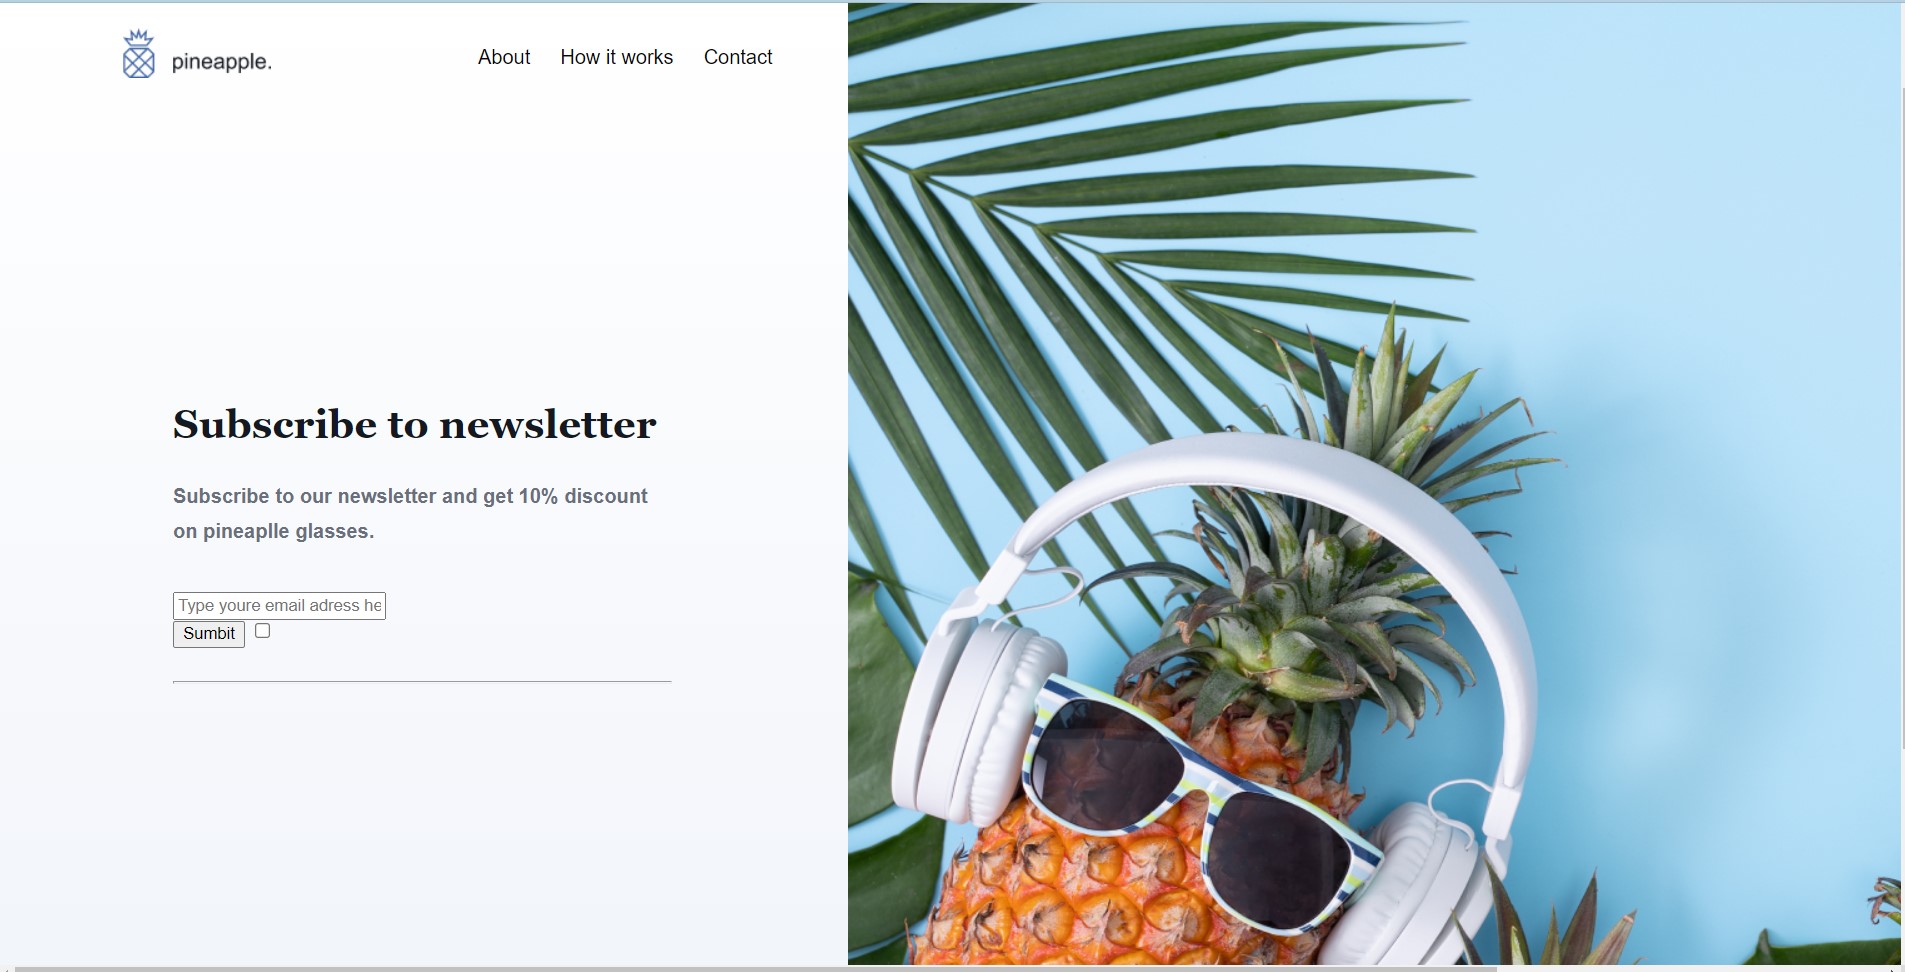 pineapple.
About How it works Contact
Subscribe to newsletter
Subscribe to our newsletter and get 10% discount
on pineaplle glasses.
Type youre email adress he
Sumbit